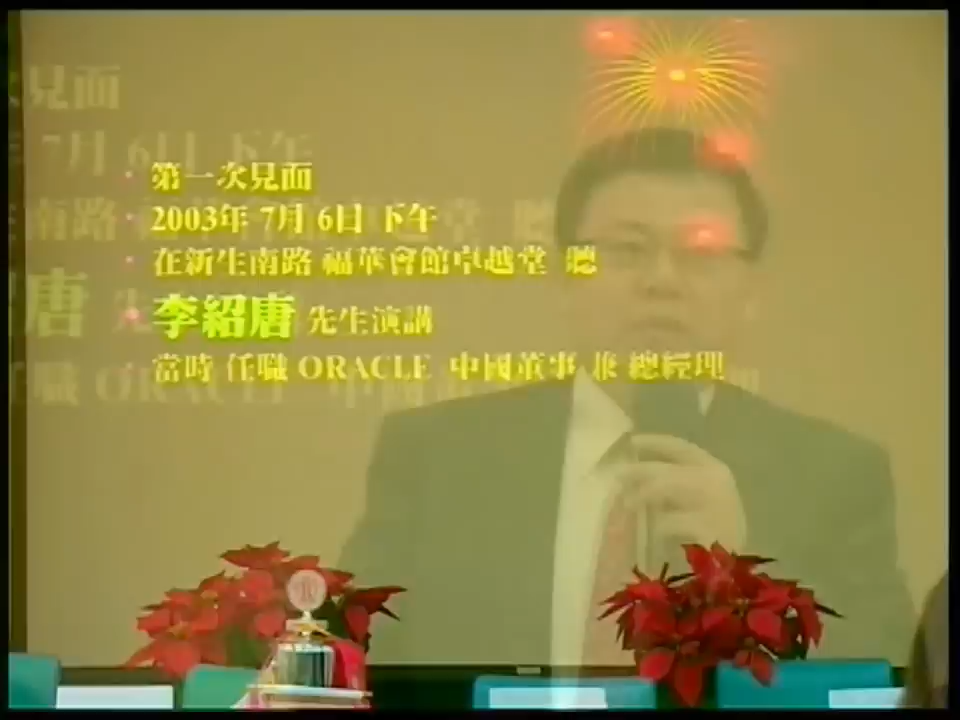 第一次見面
2003年 7月 6日 下午
在新生南路 福華會館卓越堂 聽
李紹唐 先生演講
當時 任職 ORACLE 中國董事 兼 總經理